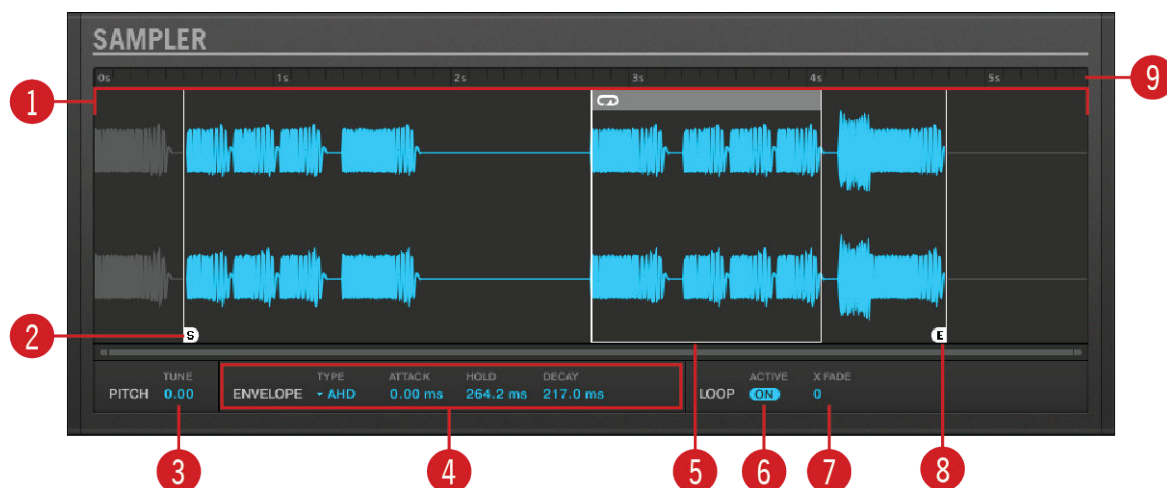 SAMPLER
0s 1s 2s 3s 4s 5s
9
1
2
S
E
TUNE TYPE ATTACK HOLD DECAY ACTIVE X FADE
PITCH 0.00 ENVELOPE AHD 0.00 ms 264.2 ms 217.0 ms LOOP ON 0
3 4 5 6 7 8